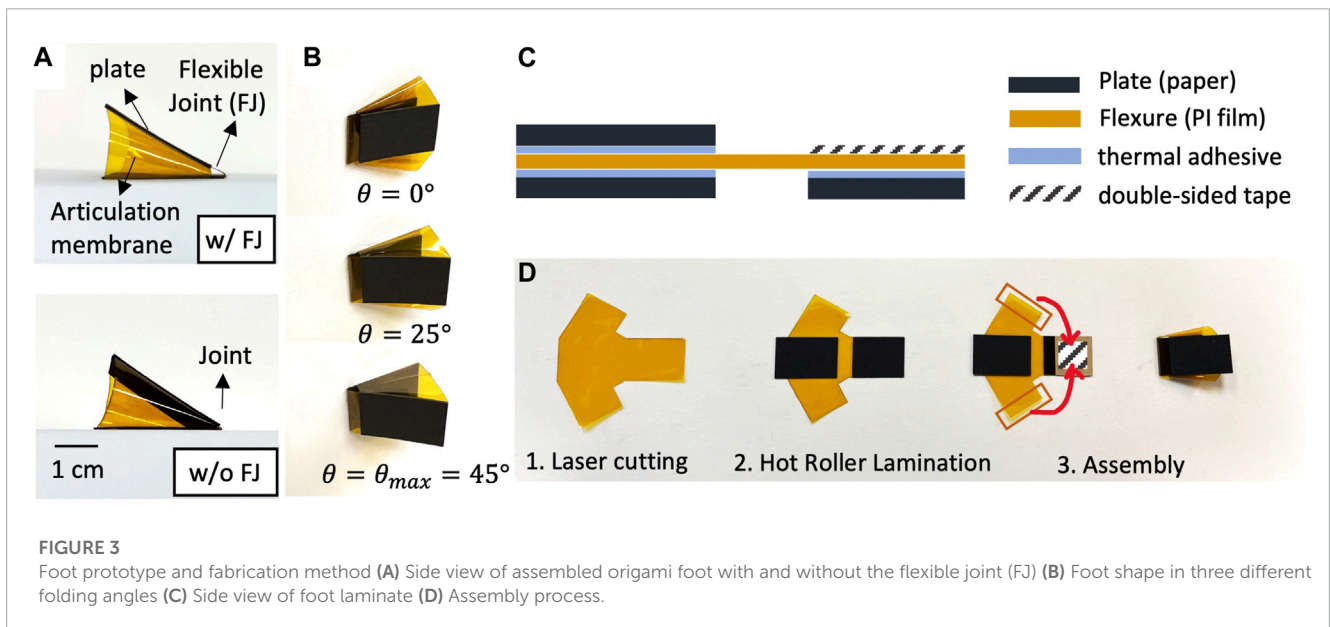 A
plate
Flexible
Joint (FJ)
Articulation
membrane
w/ FJ
Joint
1 cm
w/o FJ
B
θ = 0°
θ = 25°
θ = θmax = 45°
C
Plate (paper)
Flexure (PI film)
thermal adhesive
double-sided tape
D
1. Laser cutting
2. Hot Roller Lamination
3. Assembly
FIGURE 3
Foot prototype and fabrication method (A) Side view of assembled origami foot with and without the flexible joint (FJ) (B) Foot shape in three different
folding angles (C) Side view of foot laminate (D) Assembly process.